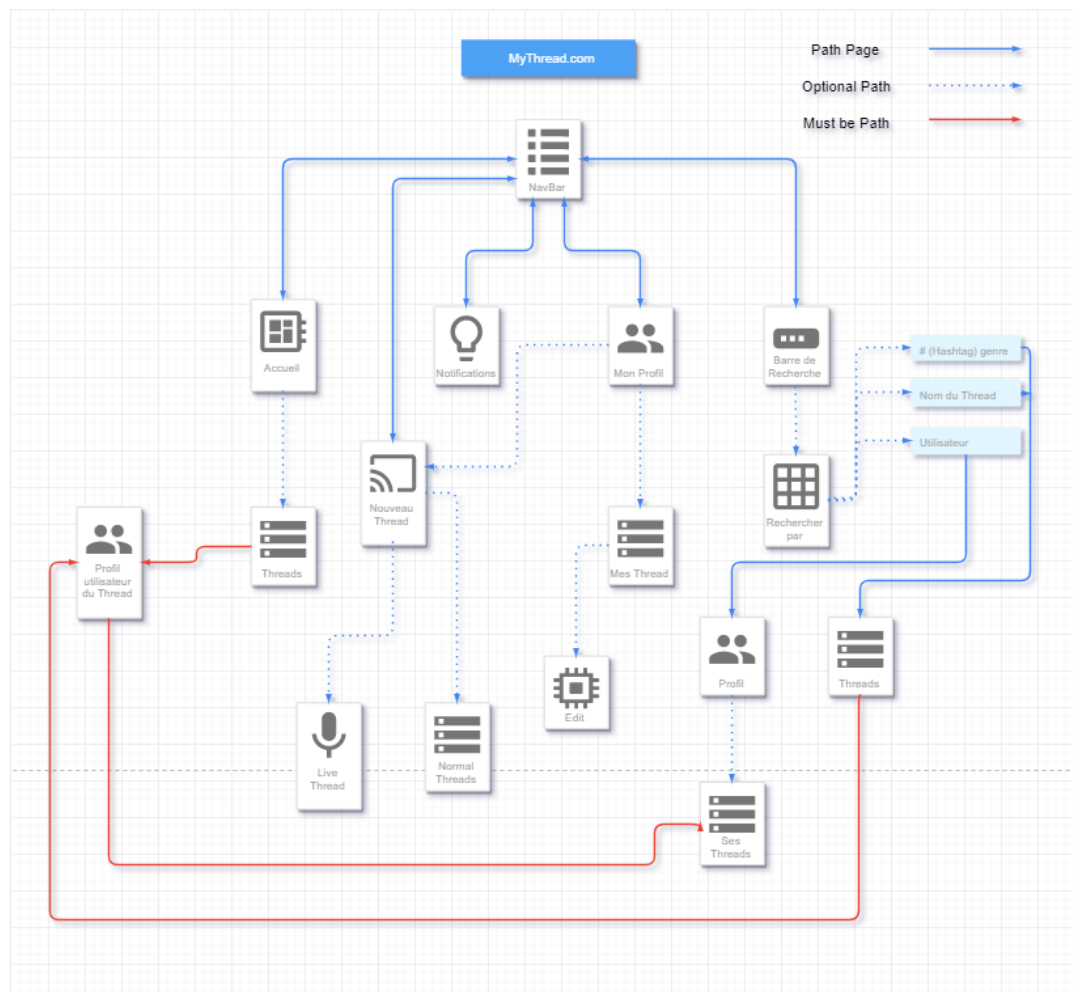 MyThread.com
Path Page
Optional Path
Must be Path
NavBar
Accueil
Notifications
Mon Profil
Barre de
Recherche
# (Hashtag) genre
Nom du Thread
Utilisateur
Nouveau
Thread
Rechercher
par
Profil
utilisateur
du Thread
Threads
Mes Thread
Profil
Threads
Edit
Live
Thread
Normal
Threads
Ses
Threads